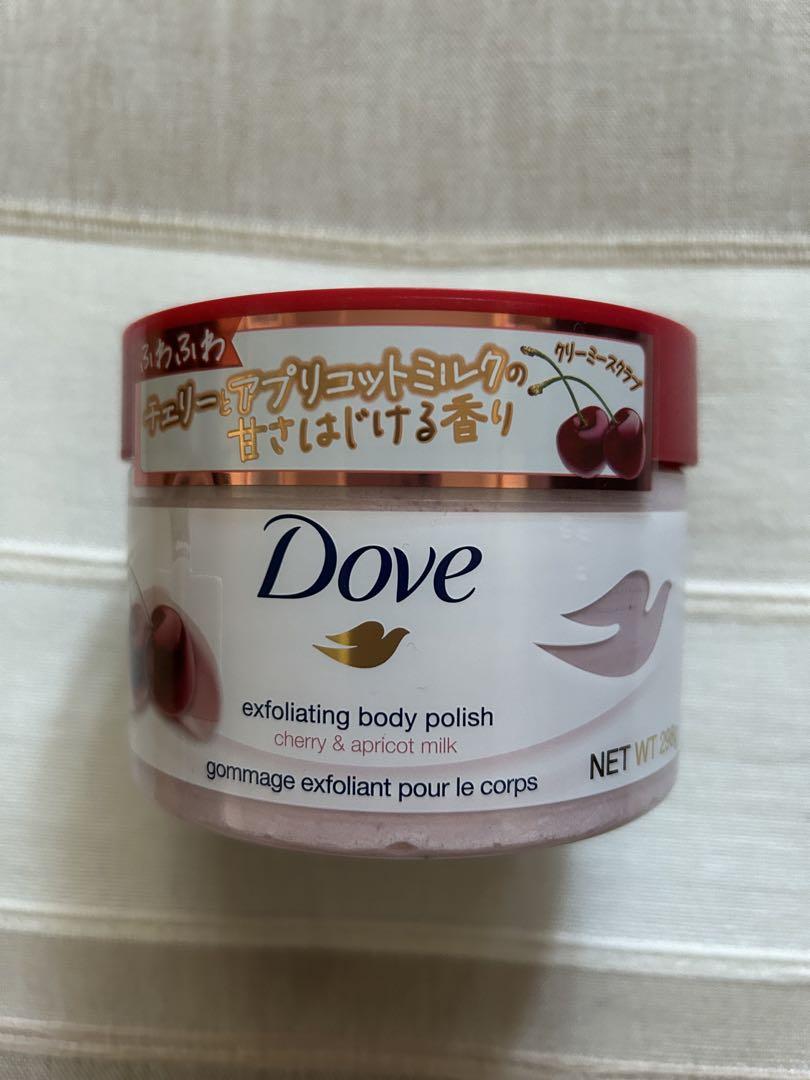 ふわふわ
チェリーとアプリコットミルクの
甘さはじける香り
クリーミースクラブ
Dove
exfoliating body polish
cherry & apricot milk
gommage exfoliant pour le corps
NET WT 298g